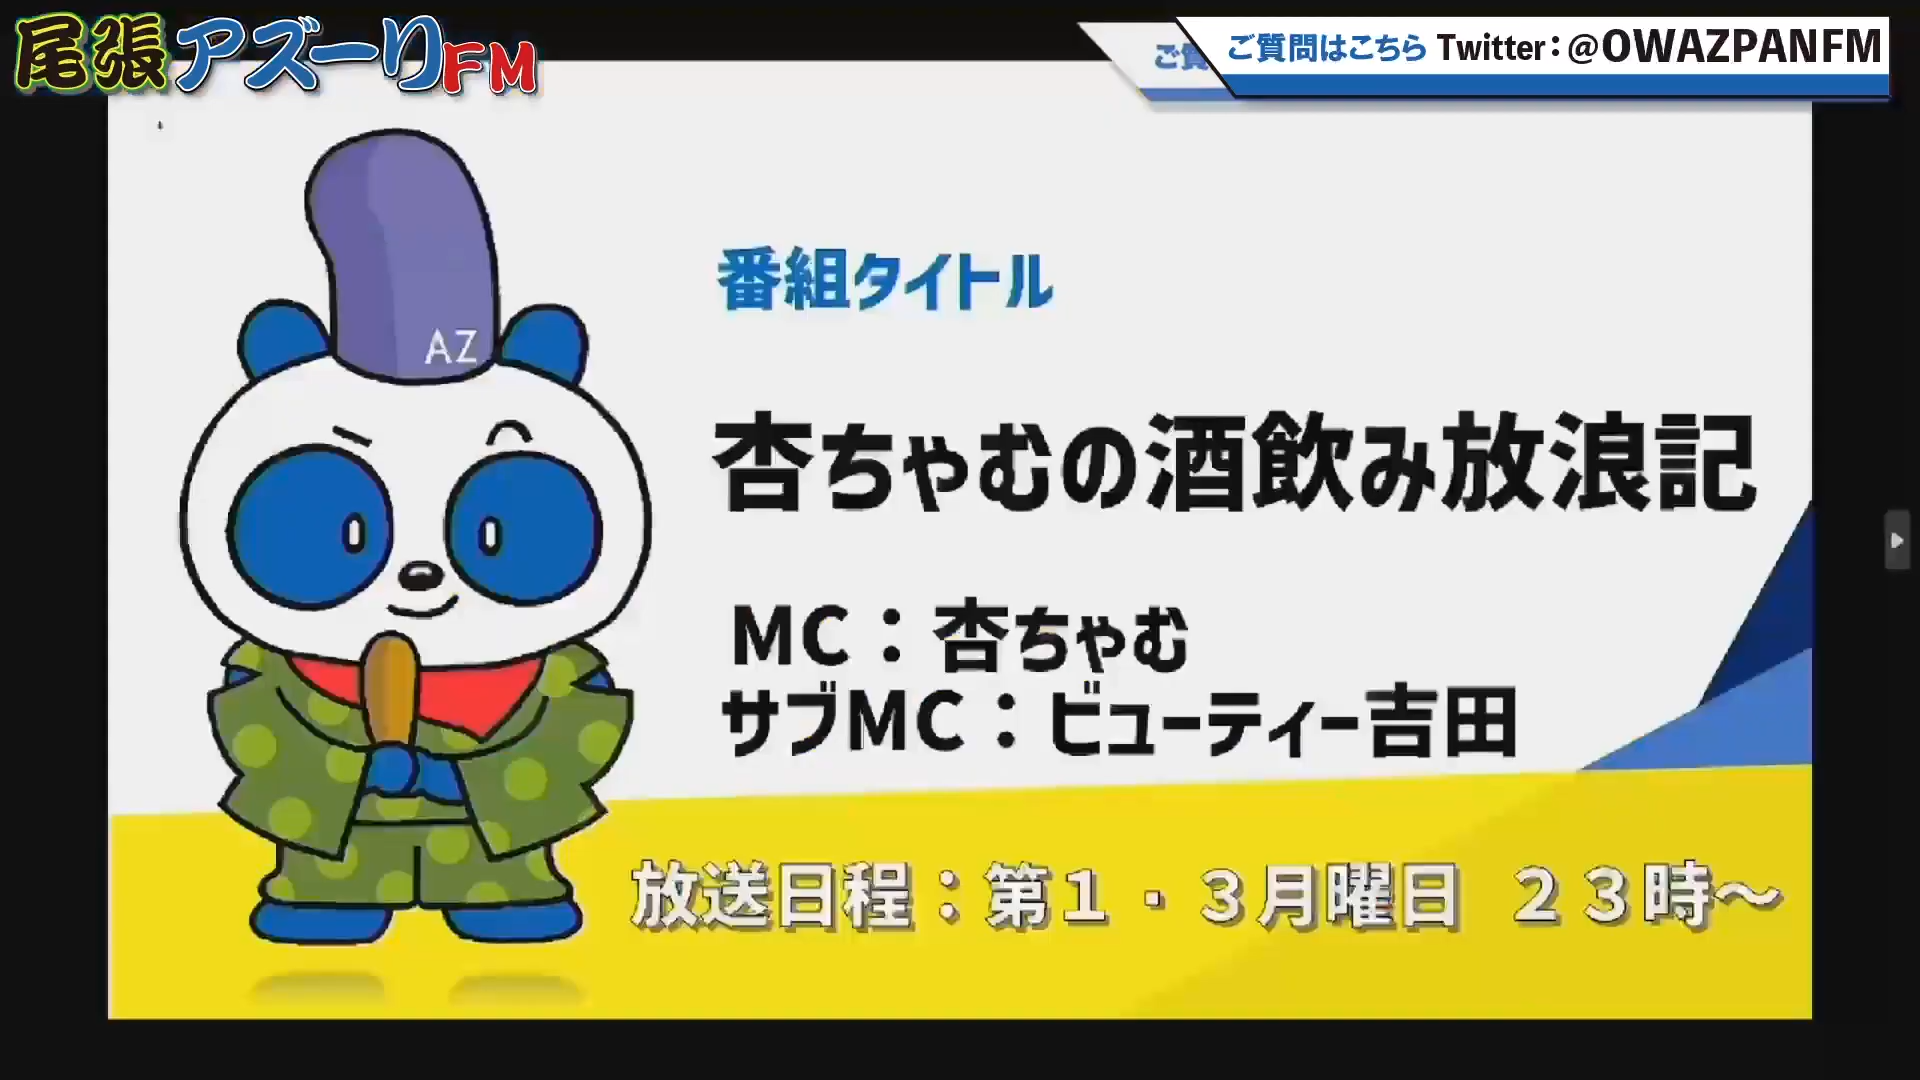 尾張アズーりFM
ご質
ご質問はこちら Twitter：@OWAZPANFM
AZ
番組タイトル
杏ちゃむの酒飲み放浪記
MC：杏ちゃむ
サブMC：ビューティー吉田
放送日程：第１・３月曜日 ２３時～